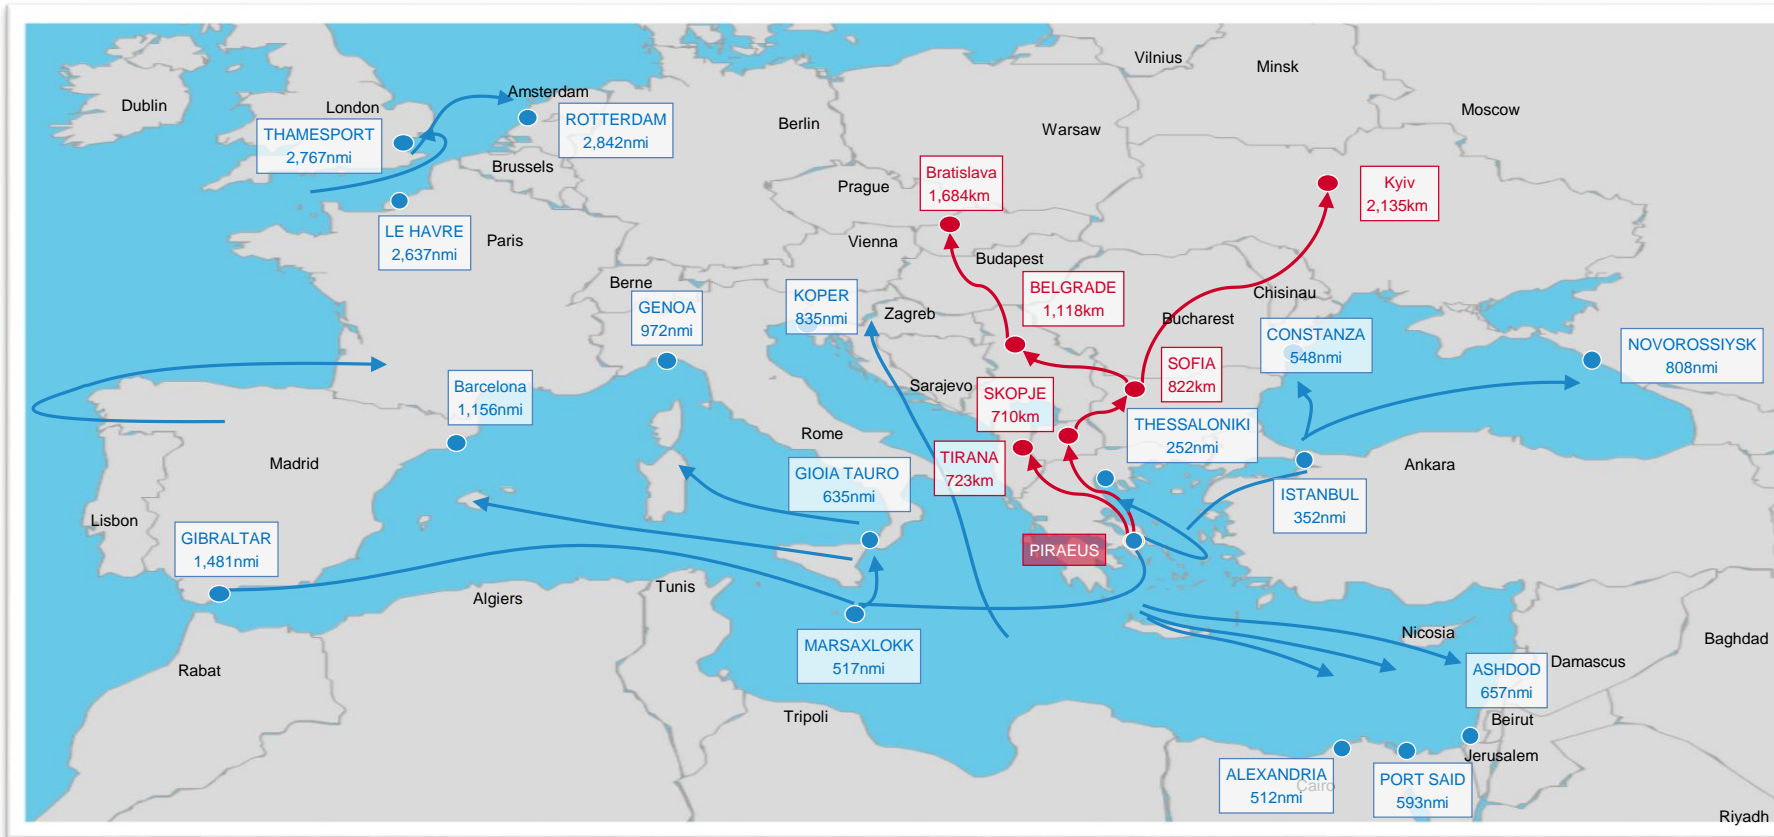 Vilnius
Minsk
Dublin
London
Amsterdam
Moscow
THAMESPORT
2,767nmi
ROTTERDAM
2,842nmi
Berlin
Warsaw
Brussels
Prague
Bratislava
1,684km
Kyiv
2,135km
LE HAVRE
2,637nmi
Paris
Vienna
Budapest
Berne
GENOA
972nmi
KOPER
835nmi
Zagreb
BELGRADE
1,118km
Chisinau
Bucharest
CONSTANZA
548nmi
NOVOROSSIYSK
808nmi
Barcelona
1,156nmi
Sarajevo
SKOPJE
710km
SOFIA
822km
THESSALONIKI
252nmi
Madrid
Rome
TIRANA
723km
Ankara
GIOIA TAURO
635nmi
ISTANBUL
352nmi
Lisbon
GIBRALTAR
1,481nmi
PIRAEUS
Tunis
Algiers
MARSAXLOKK
517nmi
Nicosia
Baghdad
Rabat
ASHDOD
657nmi
Damascus
Tripoli
Beirut
Jerusalem
ALEXANDRIA
512nmi
Cairo
PORT SAID
593nmi
Riyadh